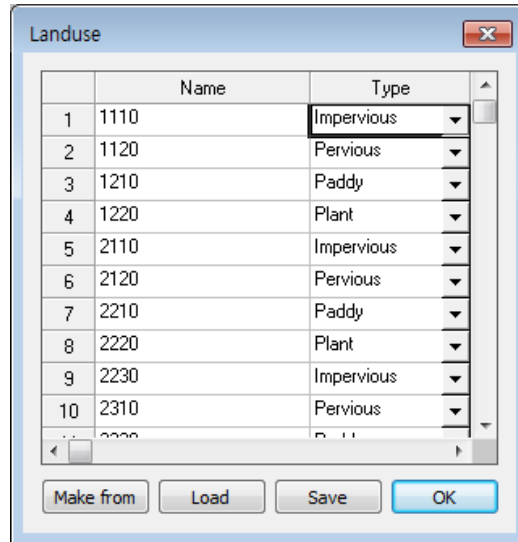 Landuse
Name Type
1 1110 Impervious
2 1120 Pervious
3 1210 Paddy
4 1220 Plant
5 2110 Impervious
6 2120 Pervious
7 2210 Paddy
8 2220 Plant
9 2230 Impervious
10 2310 Pervious
Make from Load Save OK